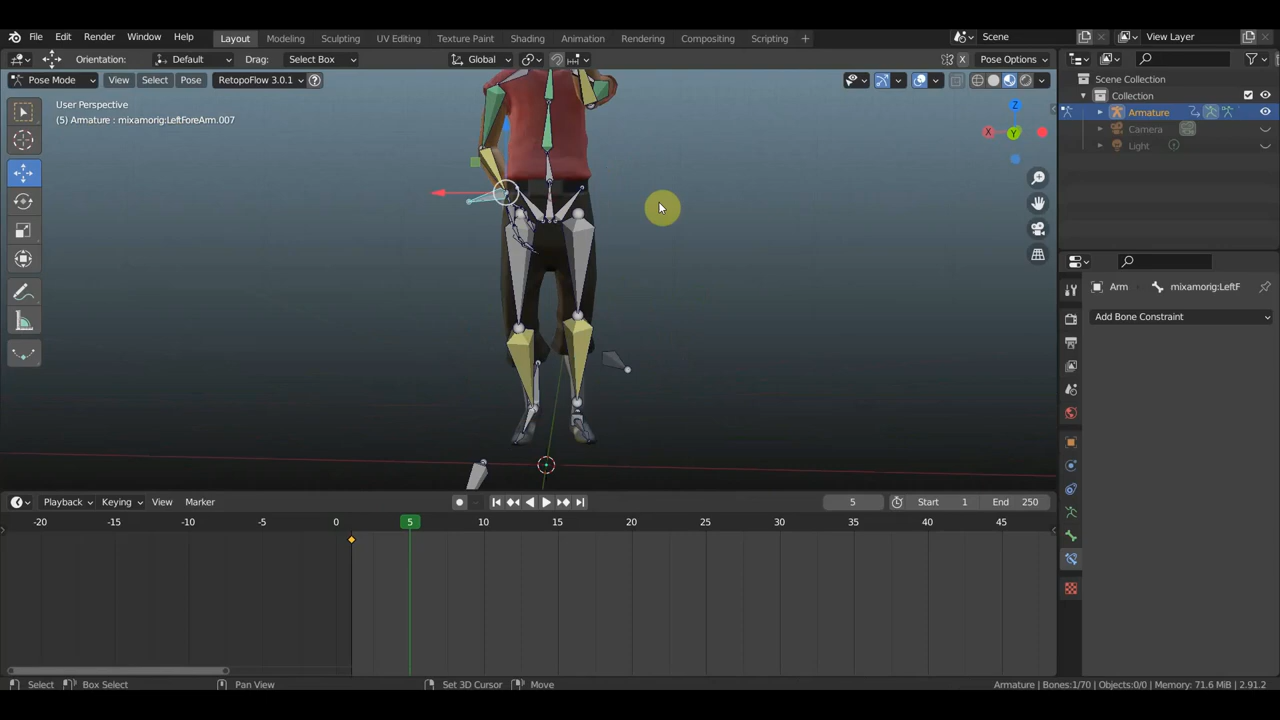 File Edit Render Window Help Layout Modeling Sculpting UV Editing Texture Paint Shading Animation Rendering Compositing Scripting + Scene View Layer
Orientation: Default Drag: Select Box Global Pose Options
Pose Mode View Select Pose RetopoFlow 3.0.1
Scene Collection
Collection
Armature
Camera
Light
User Perspective
(5) Armature : mixamorig:LeftForeArm.007
Z
X
Y
Arm mixamorig:LeftF
Add Bone Constraint
Playback Keying View Marker 5 Start 1 End 250
-20 -15 -10 -5 0 5 10 15 20 25 30 35 40 45
Select Box Select Pan View Set 3D Cursor Move Armature | Bones:1/70 | Objects:0/0 | Memory: 71.6 MiB | 2.91.2